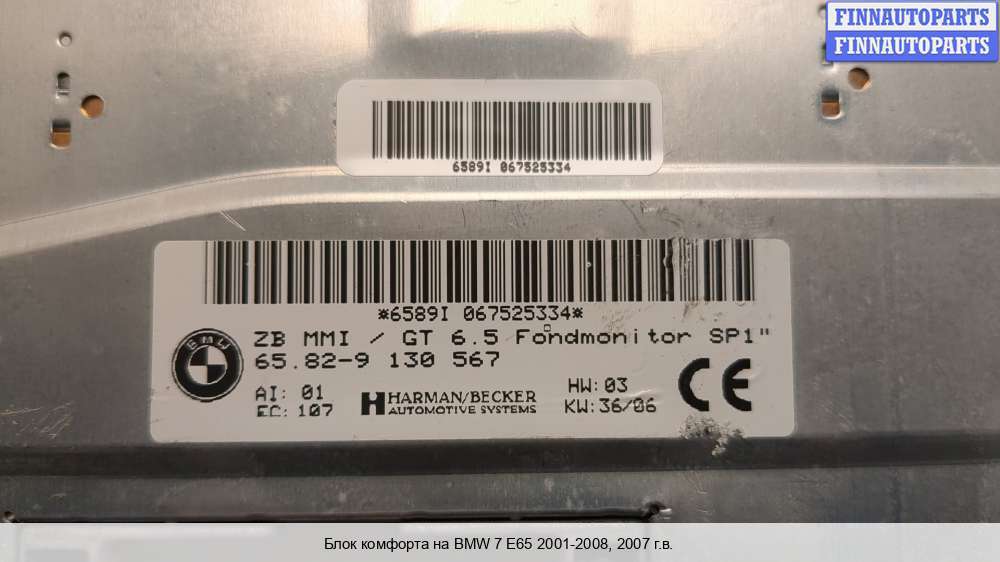 FINNAUTOPARTS
FINNAUTOPARTS
6589I 067525334
*6589I 067525334*
ZB MMI / GT 6.5 Fondmonitor SP1"
65.82-9 130 567
BMW
AI: 01
EC: 107
HARMAN/BECKER
AUTOMOTIVE SYSTEMS
HW: 03
KW: 36/06
CE
Блок комфорта на BMW 7 E65 2001-2008, 2007 г.в.